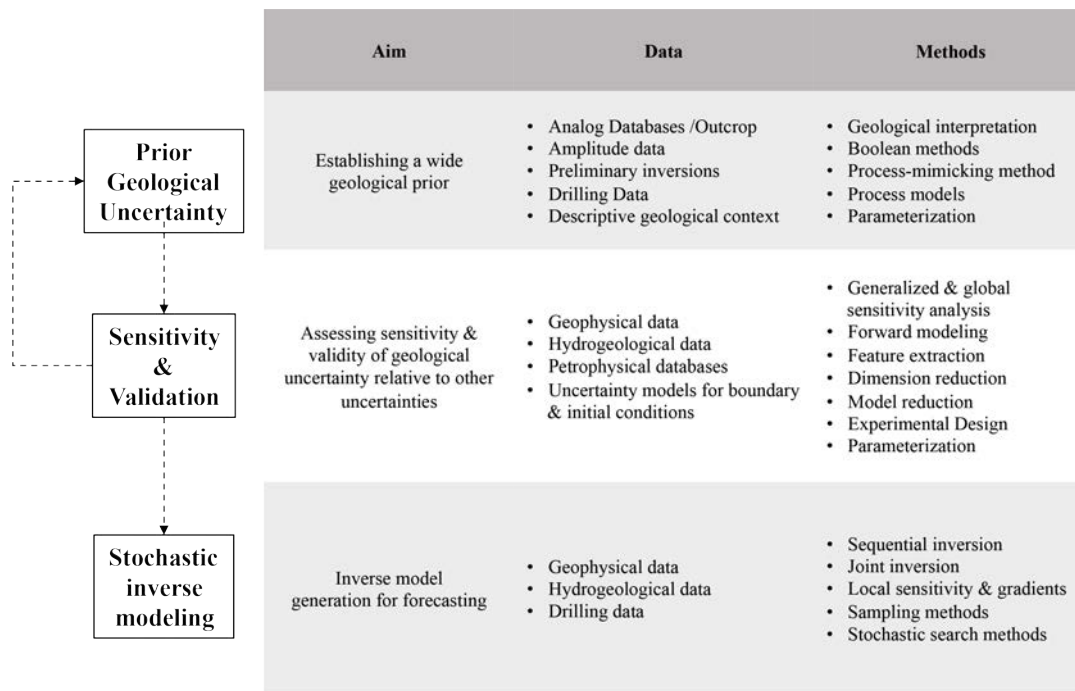 Aim
Data
Methods
Prior
Geological
Uncertainty
Establishing a wide
geological prior
• Analog Databases /Outcrop
• Amplitude data
• Preliminary inversions
• Drilling Data
• Descriptive geological context
• Geological interpretation
• Boolean methods
• Process-mimicking method
• Process models
• Parameterization
Sensitivity
&
Validation
Assessing sensitivity &
validity of geological
uncertainty relative to other
uncertainties
• Geophysical data
• Hydrogeological data
• Petrophysical databases
• Uncertainty models for boundary
& initial conditions
• Generalized & global
sensitivity analysis
• Forward modeling
• Feature extraction
• Dimension reduction
• Model reduction
• Experimental Design
• Parameterization
Stochastic
inverse
modeling
Inverse model
generation for forecasting
• Geophysical data
• Hydrogeological data
• Drilling data
• Sequential inversion
• Joint inversion
• Local sensitivity & gradients
• Sampling methods
• Stochastic search methods